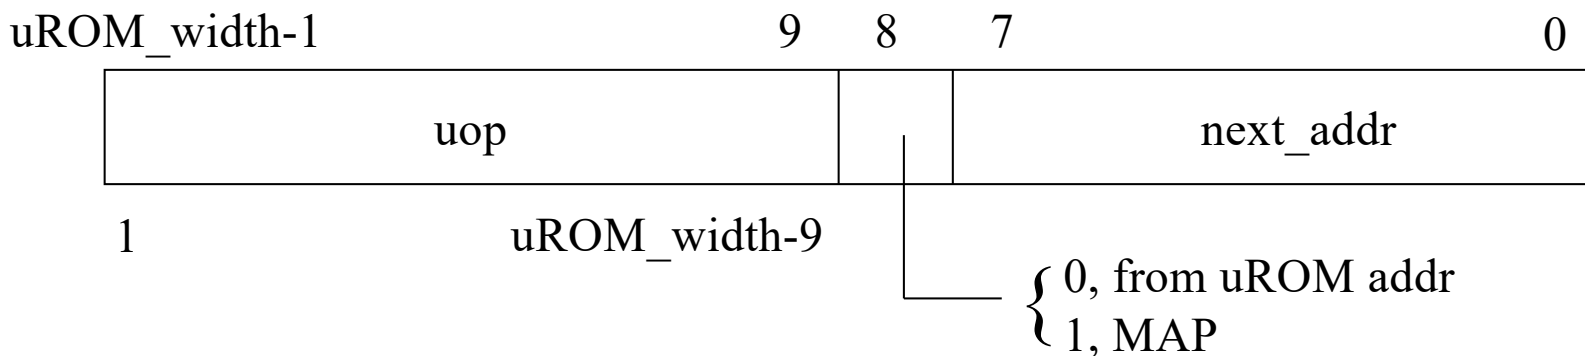 uROM_width-1 9 8 7 0
uop next_addr
1 uROM_width-9
0, from uROM addr
1, MAP